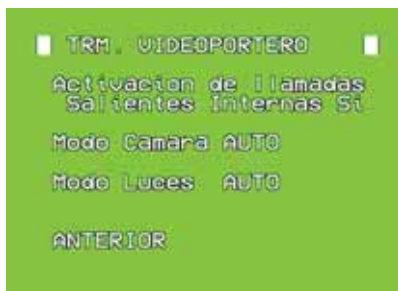 TRM. VIDEOPORTERO
Activacion de llamadas
Salientes Internas Si
Modo Camara AUTO
Modo Luces AUTO
ANTERIOR